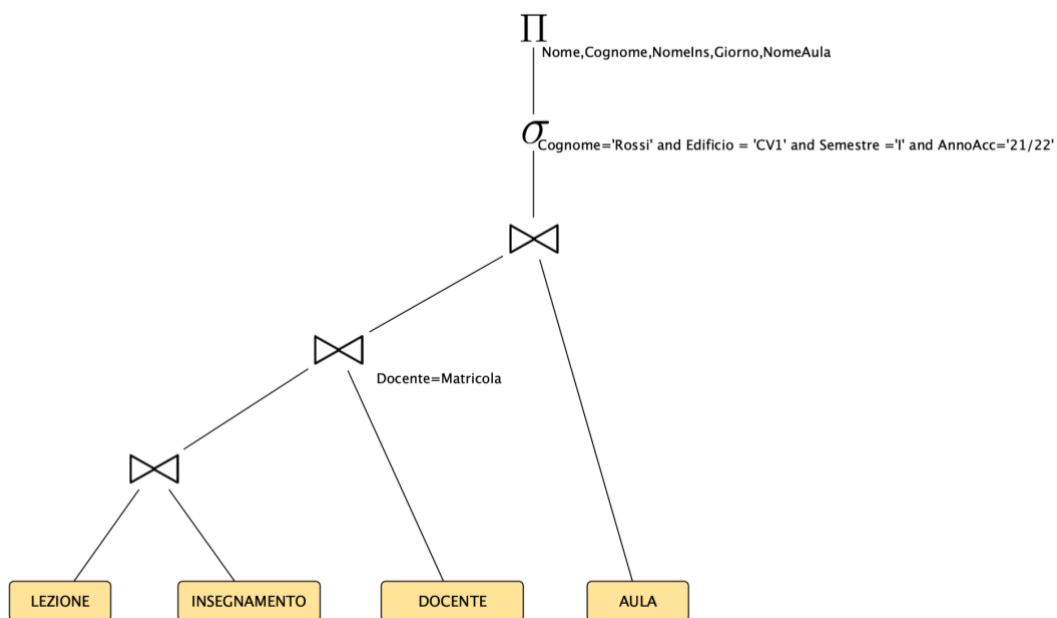 Π
Nome,Cognome,NomeIns,Giorno,NomeAula
σ
Cognome='Rossi' and Edificio = 'CV1' and Semestre ='I' and AnnoAcc='21/22'
Docente=Matricola
LEZIONE
INSEGNAMENTO
DOCENTE
AULA